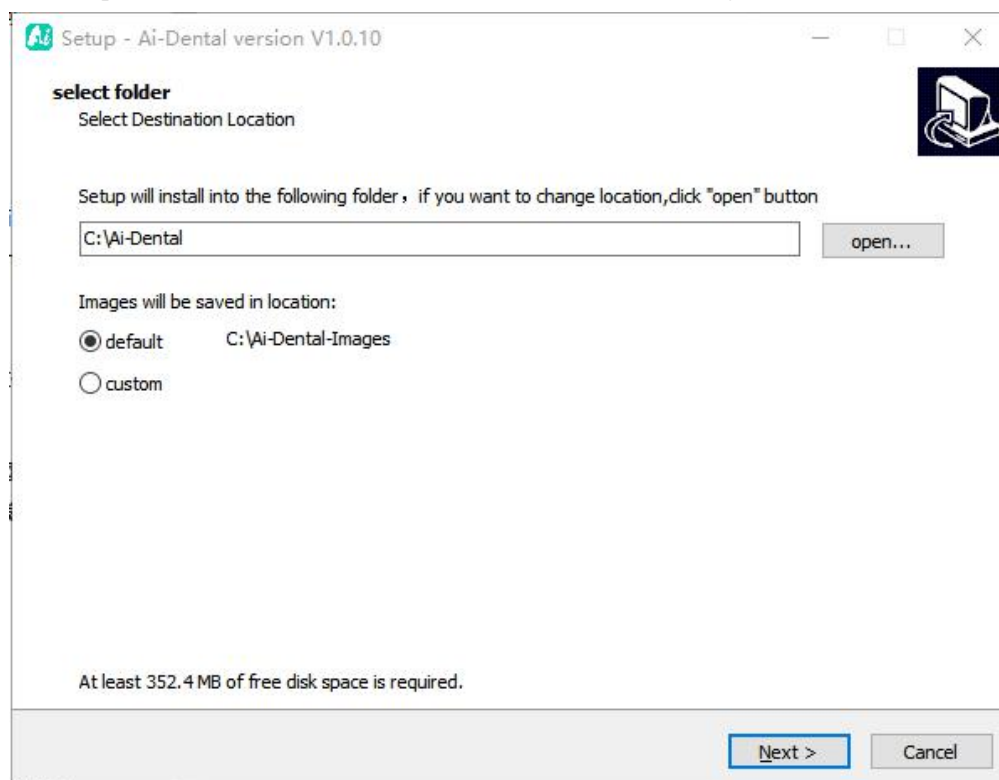 Ai Setup - Ai-Dental version V1.0.10
select folder
Select Destination Location
Setup will install into the following folder，if you want to change location,click "open" button
C:\Ai-Dental
open...
Images will be saved in location:
default C:\Ai-Dental-Images
custom
At least 352.4 MB of free disk space is required.
Next > Cancel